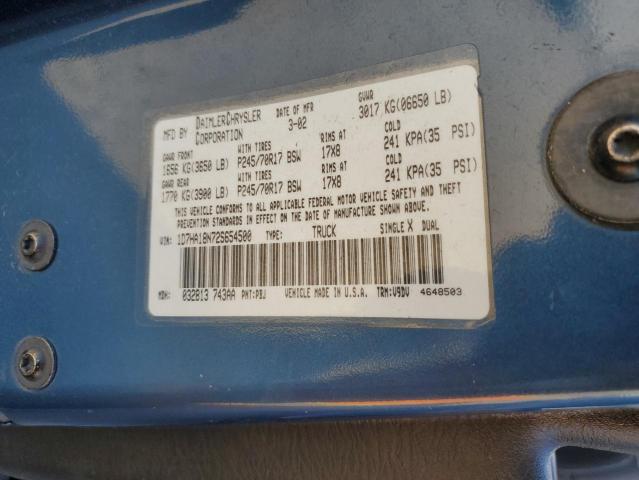 MFD BY DAIMLERCHRYSLER CORPORATION DATE OF MFR 3-02 GVWR 3017 KG(06650 LB)
GAWR FRONT WITH TIRES RIMS AT COLD
1656 KG(3650 LB) P245/70R17 BSW 17X8 241 KPA(35 PSI)
GAWR REAR WITH TIRES RIMS AT COLD
1770 KG(3900 LB) P245/70R17 BSW 17X8 241 KPA(35 PSI)
THIS VEHICLE CONFORMS TO ALL APPLICABLE FEDERAL MOTOR VEHICLE SAFETY AND THEFT
PREVENTION STANDARDS IN EFFECT ON THE DATE OF MANUFACTURE SHOWN ABOVE.
VIN: 1D7HA18N72S654500 TYPE: TRUCK SINGLE X DUAL
MDH: 032813 743AA PNT:PBJ VEHICLE MADE IN U.S.A. TRM:V9DV 4648503